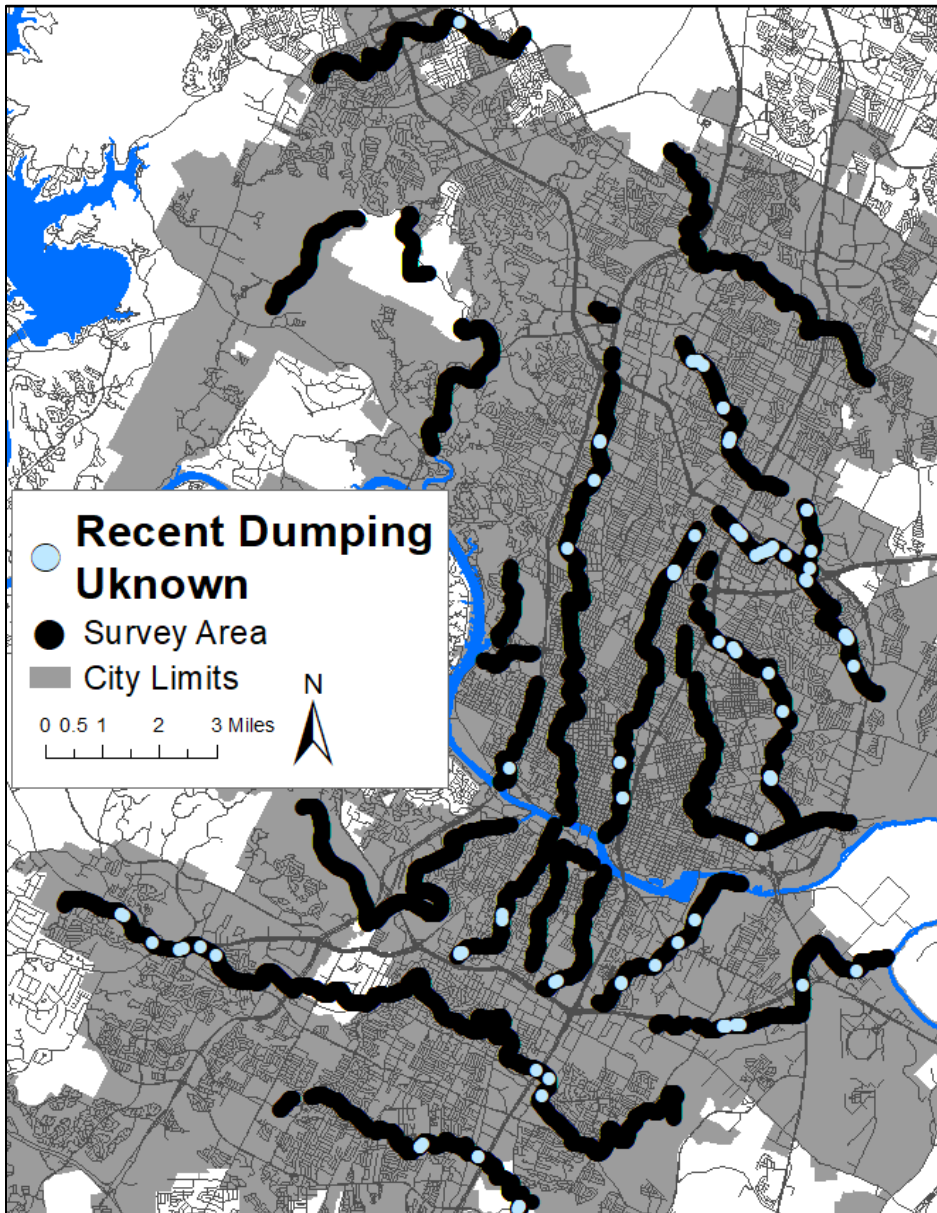 Recent Dumping
Uknown
Survey Area
City Limits
N
0 0.5 1 2 3 Miles